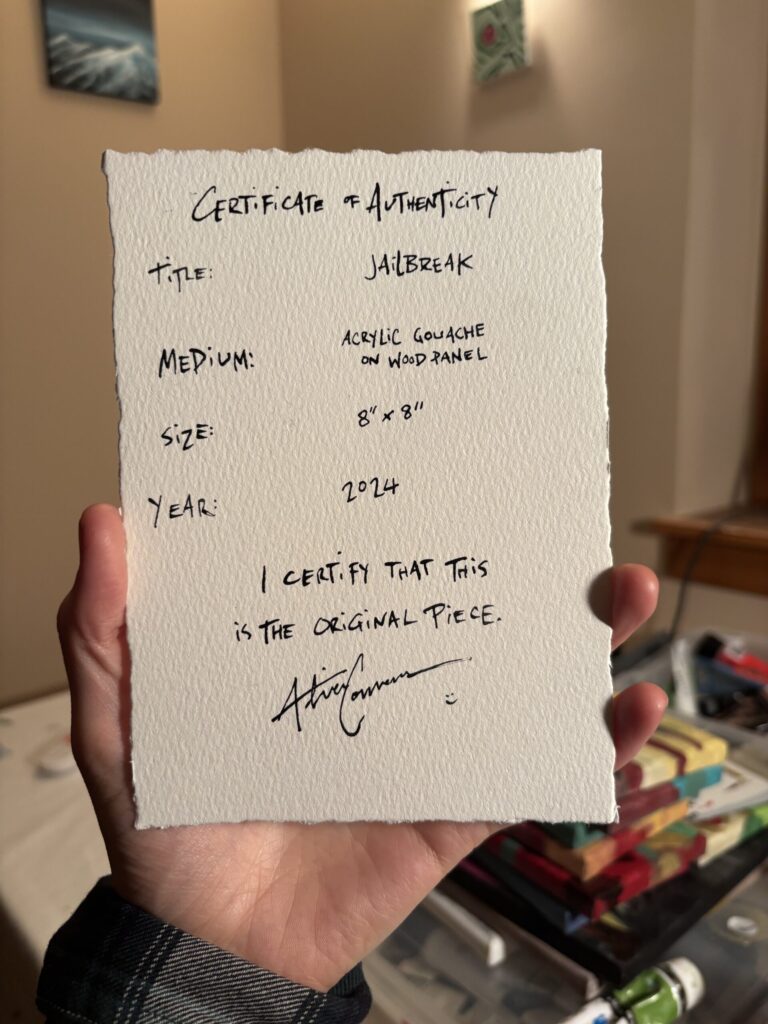 CERTIFICATE OF AUTHENTICITY
TITLE: JAILBREAK
MEDIUM: ACRYLIC GOUACHE
ON WOOD PANEL
SIZE: 8" x 8"
YEAR: 2024
I CERTIFY THAT THIS
IS THE ORIGINAL PIECE.